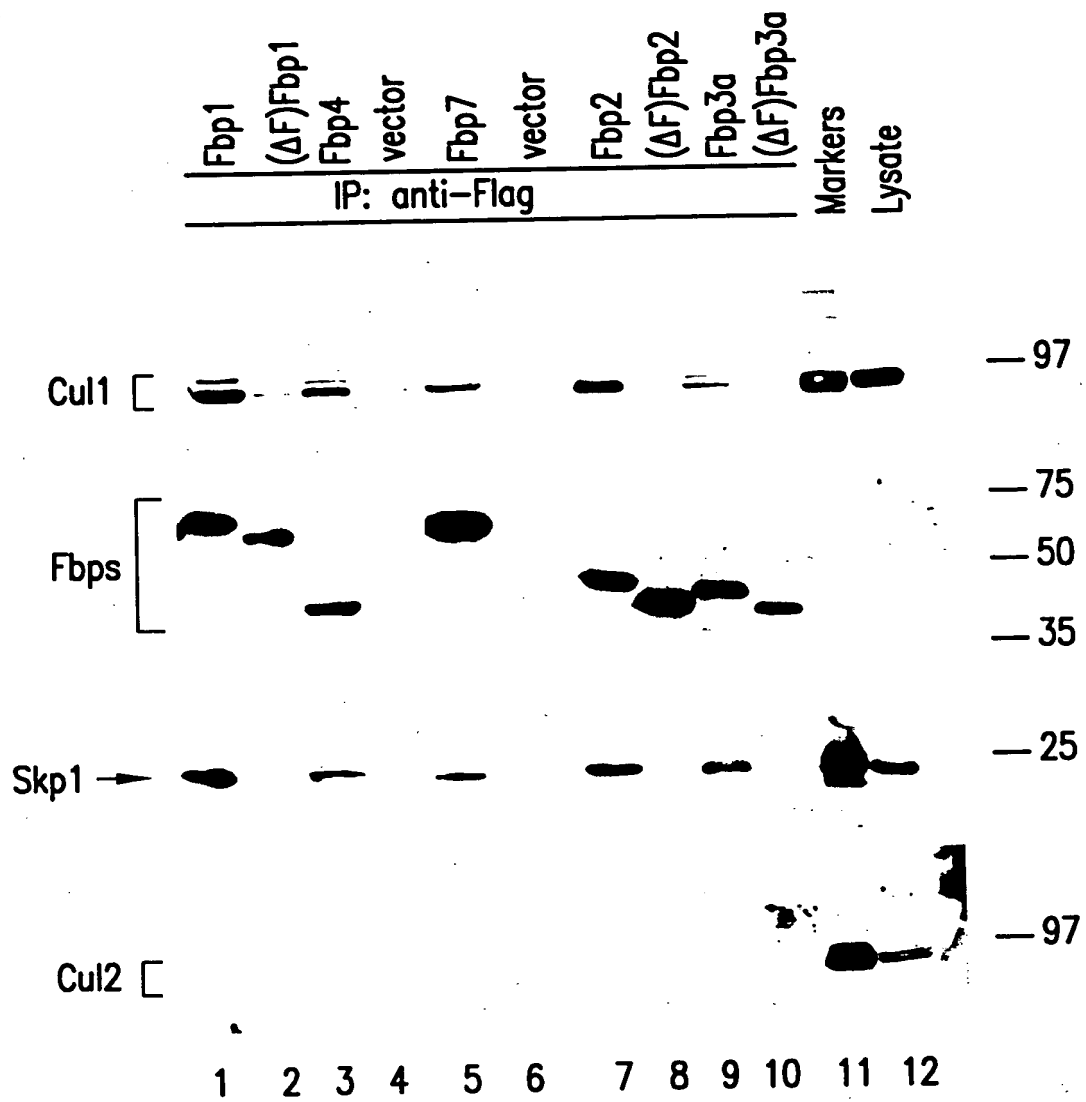 Fbp1
(ΔF)Fbp1
Fbp4
vector
Fbp7
vector
Fbp2
(ΔF)Fbp2
Fbp3a
(ΔF)Fbp3a
Markers
Lysate
IP: anti-Flag
97
Cul1
75
Fbps
50
35
25
Skp1
97
Cul2
1 2 3 4 5 6 7 8 9 10 11 12